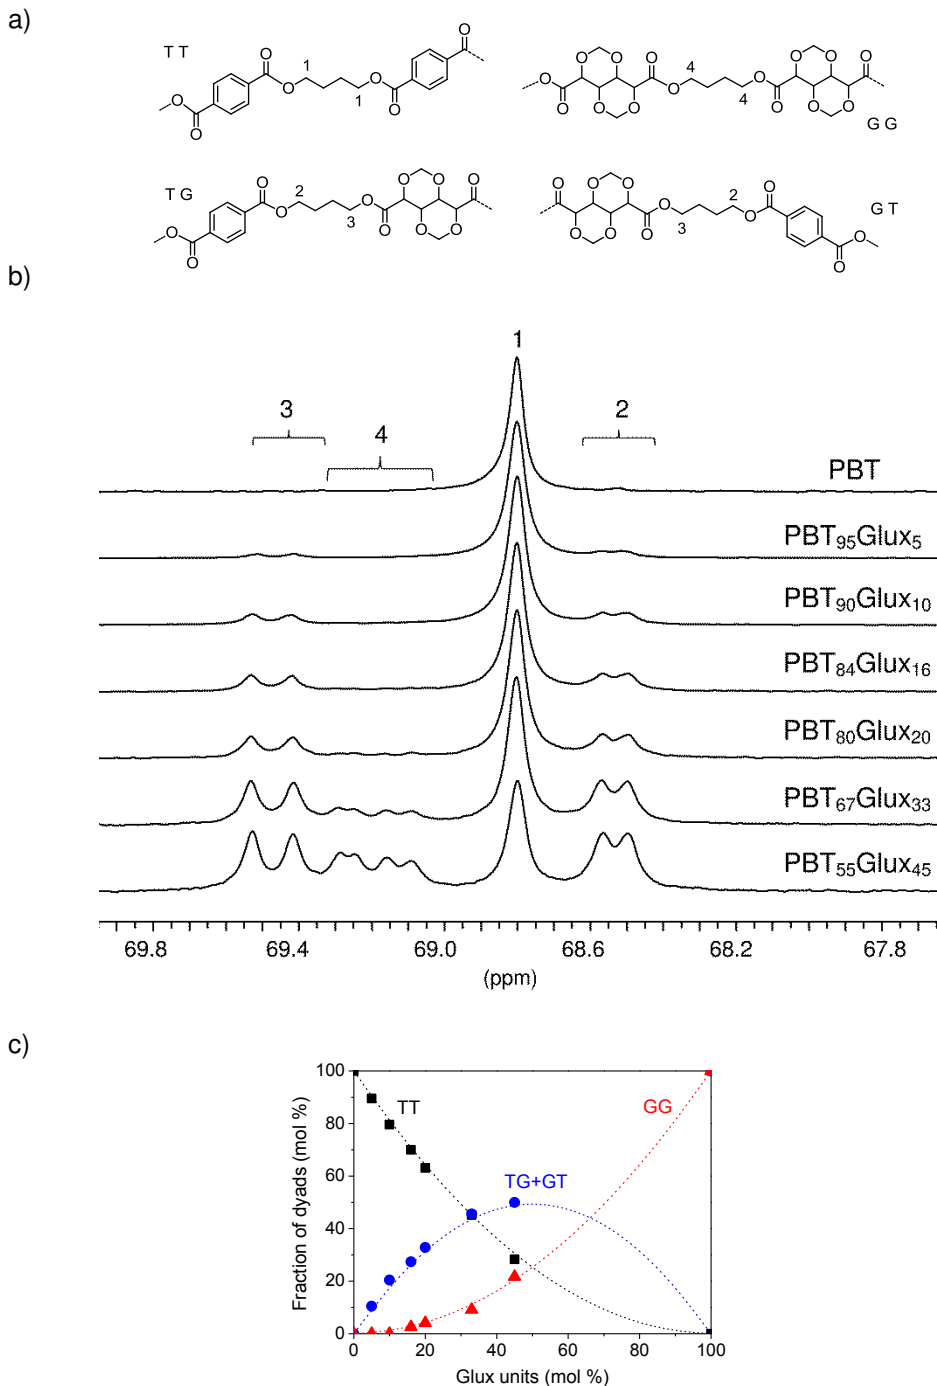 a)
T T
O
1
O
O
O
1
O
O
O
O
O
O
O
O
4
O
O
4
O
O
O
O
O
O
O
O
G G
T G
O
2
O
O
3
O
O
O
O
O
O
O
O
O
O
O
O
O
O
3
2
O
O
O
O
G T
b)
1
3
4
2
PBT
PBT95Glux5
PBT90Glux10
PBT84Glux16
PBT80Glux20
PBT67Glux33
PBT55Glux45
69.8 69.4 69.0 68.6 68.2 67.8
(ppm)
c)
Fraction of dyads (mol %)
100
80
60
40
20
0
TT
TG+GT
GG
0 20 40 60 80 100
Glux units (mol %)